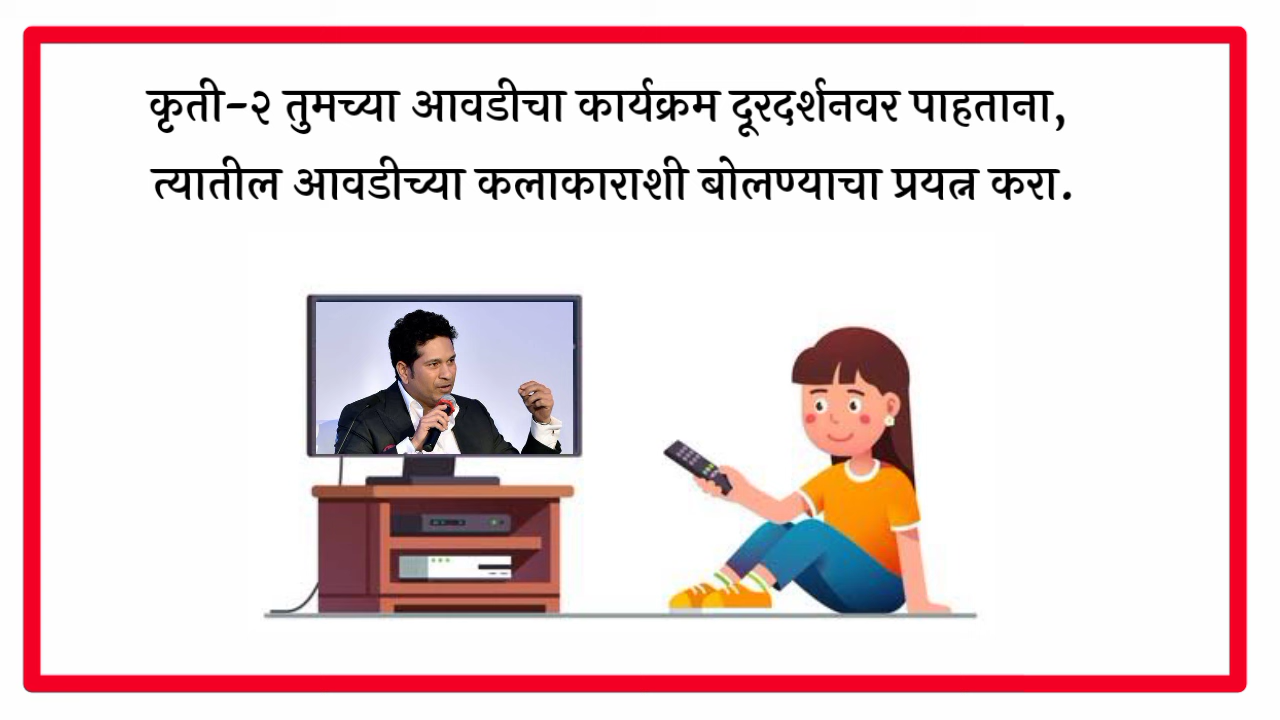 कृती-२ तुमच्या आवडीचा कार्यक्रम दूरदर्शनवर पाहताना,
त्यातील आवडीच्या कलाकाराशी बोलण्याचा प्रयत्न करा.